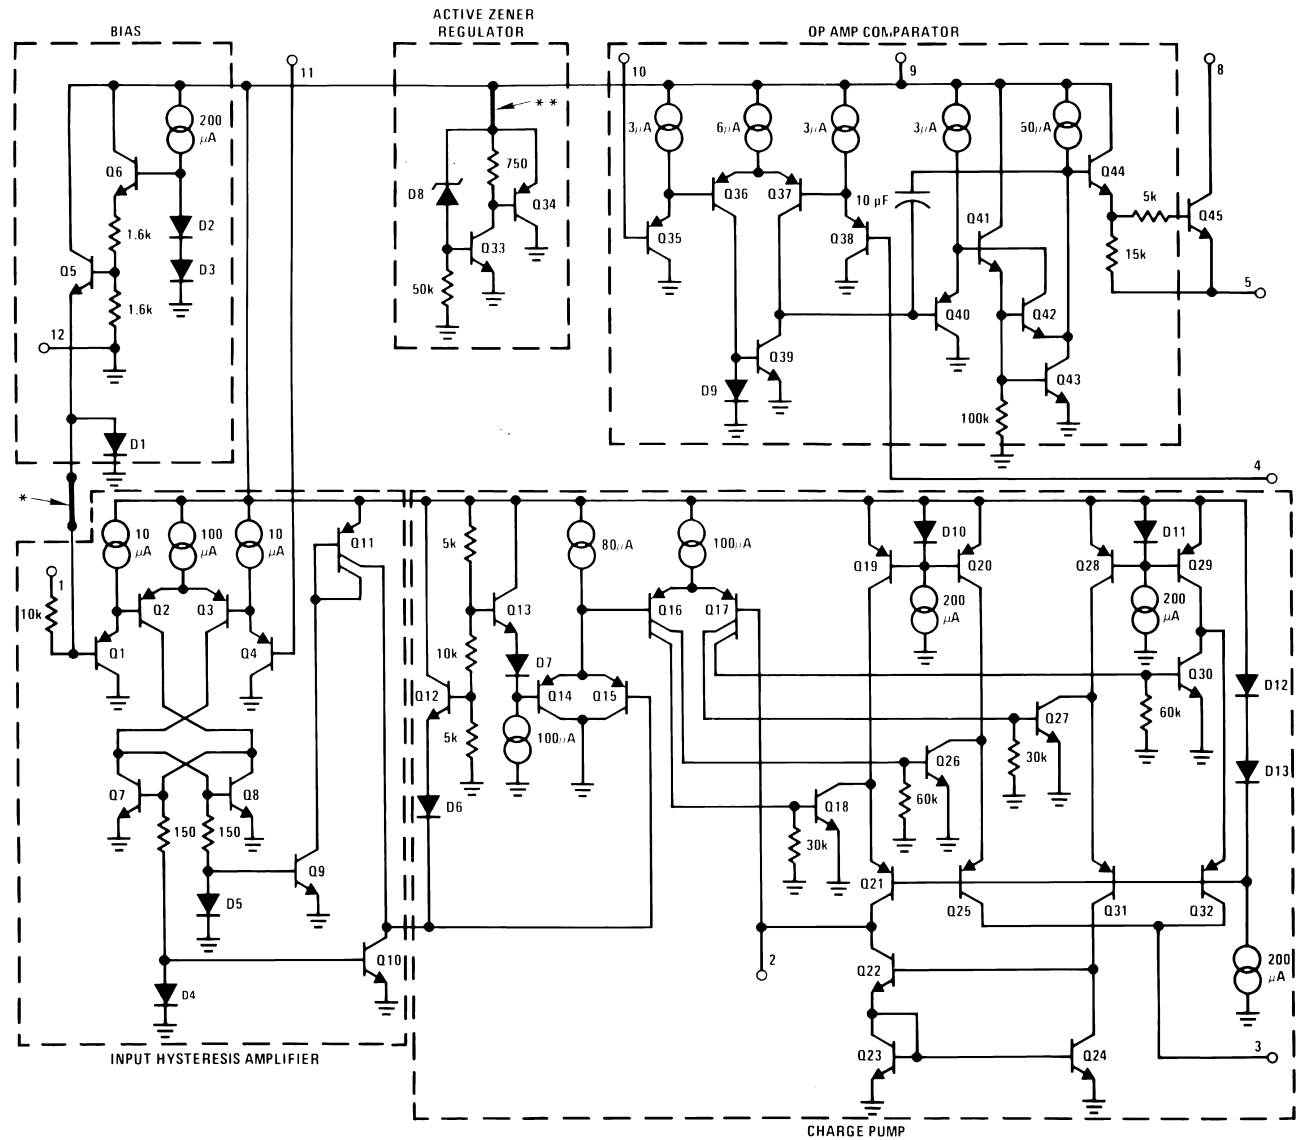 BIAS
ACTIVE ZENER
REGULATOR
OP AMP COMPARATOR
11
10
9
8
200
μA
Q6
D2
D3
1.6k
Q5
1.6k
12
D1
*
* *
750
D8
Q34
Q33
50k
3μA
6μA
3μA
3μA
50μA
Q36
Q37
10 pF
Q44
5k
Q45
Q41
Q35
Q38
15k
5
Q40
Q42
Q39
Q43
D9
100k
4
10
μA
100
μA
10
μA
Q11
1
10k
Q2
Q3
Q1
Q4
Q7
Q8
150
150
Q9
D5
Q10
D4
INPUT HYSTERESIS AMPLIFIER
5k
80μA
100μA
Q13
Q16
Q17
10k
D7
Q12
Q14
Q15
5k
100μA
D6
D10
Q19
Q20
200
μA
D11
Q28
Q29
200
μA
Q30
D12
60k
Q27
30k
Q26
D13
60k
Q18
30k
Q21
Q25
Q31
Q32
2
Q22
200
μA
Q23
Q24
3
CHARGE PUMP